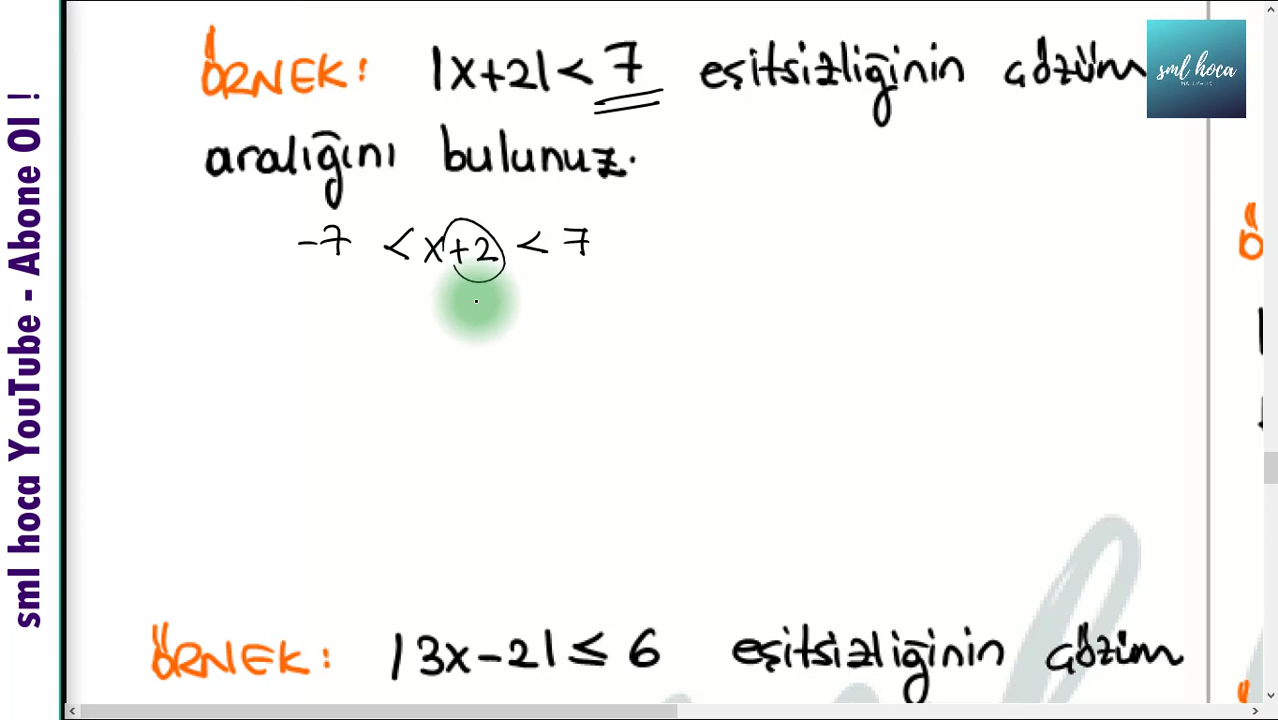 ÖRNEK: |x+2| < 7 eşitsizliğinin çözüm
aralığını bulunuz.
-7 < x+2 < 7
ÖRNEK: |3x-2| ≤ 6 eşitsizliğinin çözüm
sml hoca
sml hoca YouTube - Abone Ol !